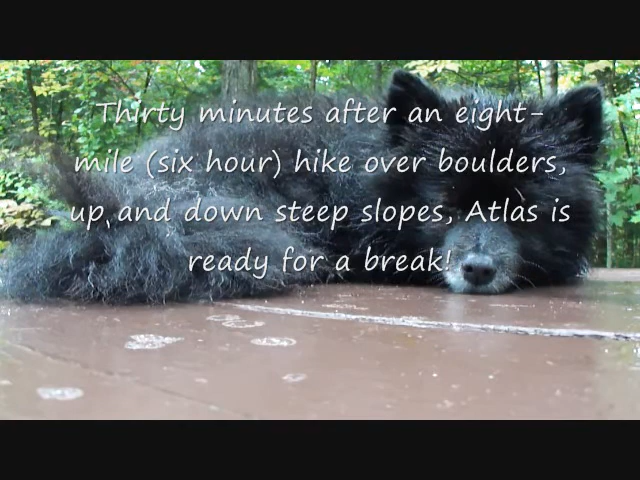 Thirty minutes after an eight-
mile (six hour) hike over boulders,
up and down steep slopes, Atlas is
ready for a break!